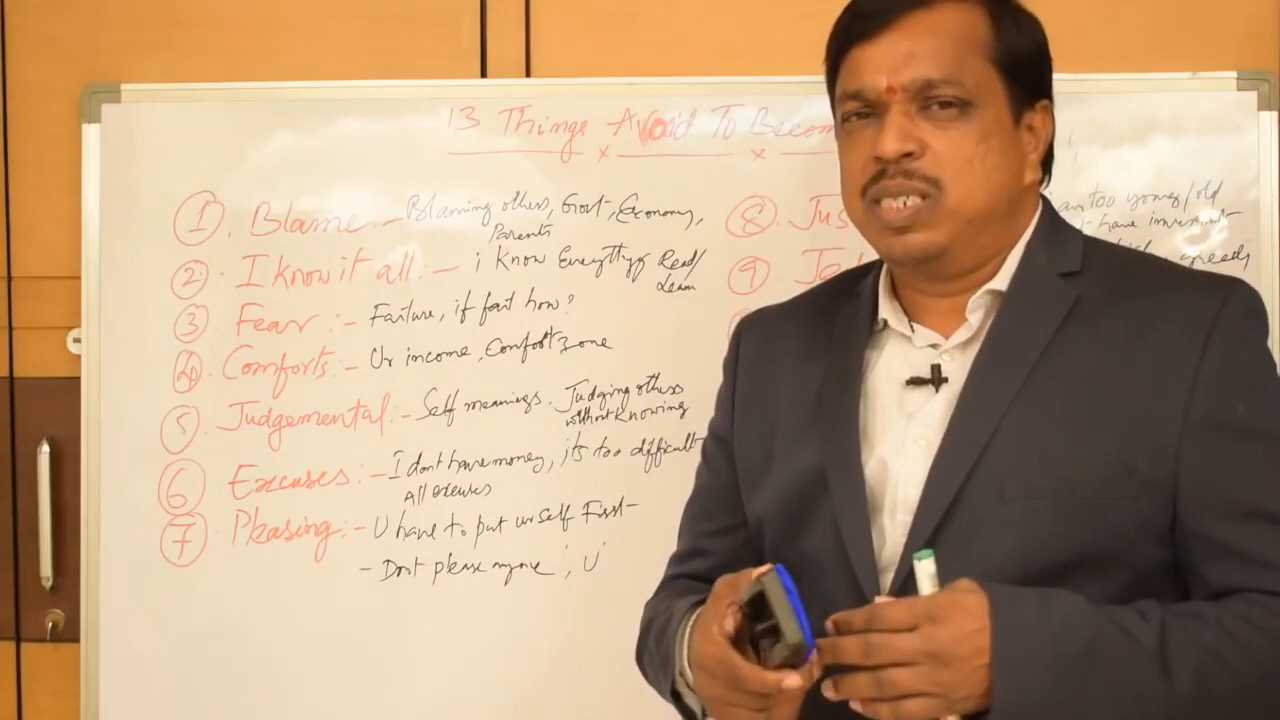 13 Things Avoid To Becom
1. Blame - Blaming others, Govt, Economy,
Parents
2. I know it all :- i know Everything Read/
Learn
3 Fear :- Failure, if fail how?
4 Comforts :- Ur income, Comfort zone
5. Judgemental :- Self meanings. Judging others
without knowing
6 Excuses :- I dont have money, its too difficult
All excuses
7 Pleasing :- U have to put urself First -
- Dont please anyone ; U
8. Jus
am too young/old
have
9 Je
needy